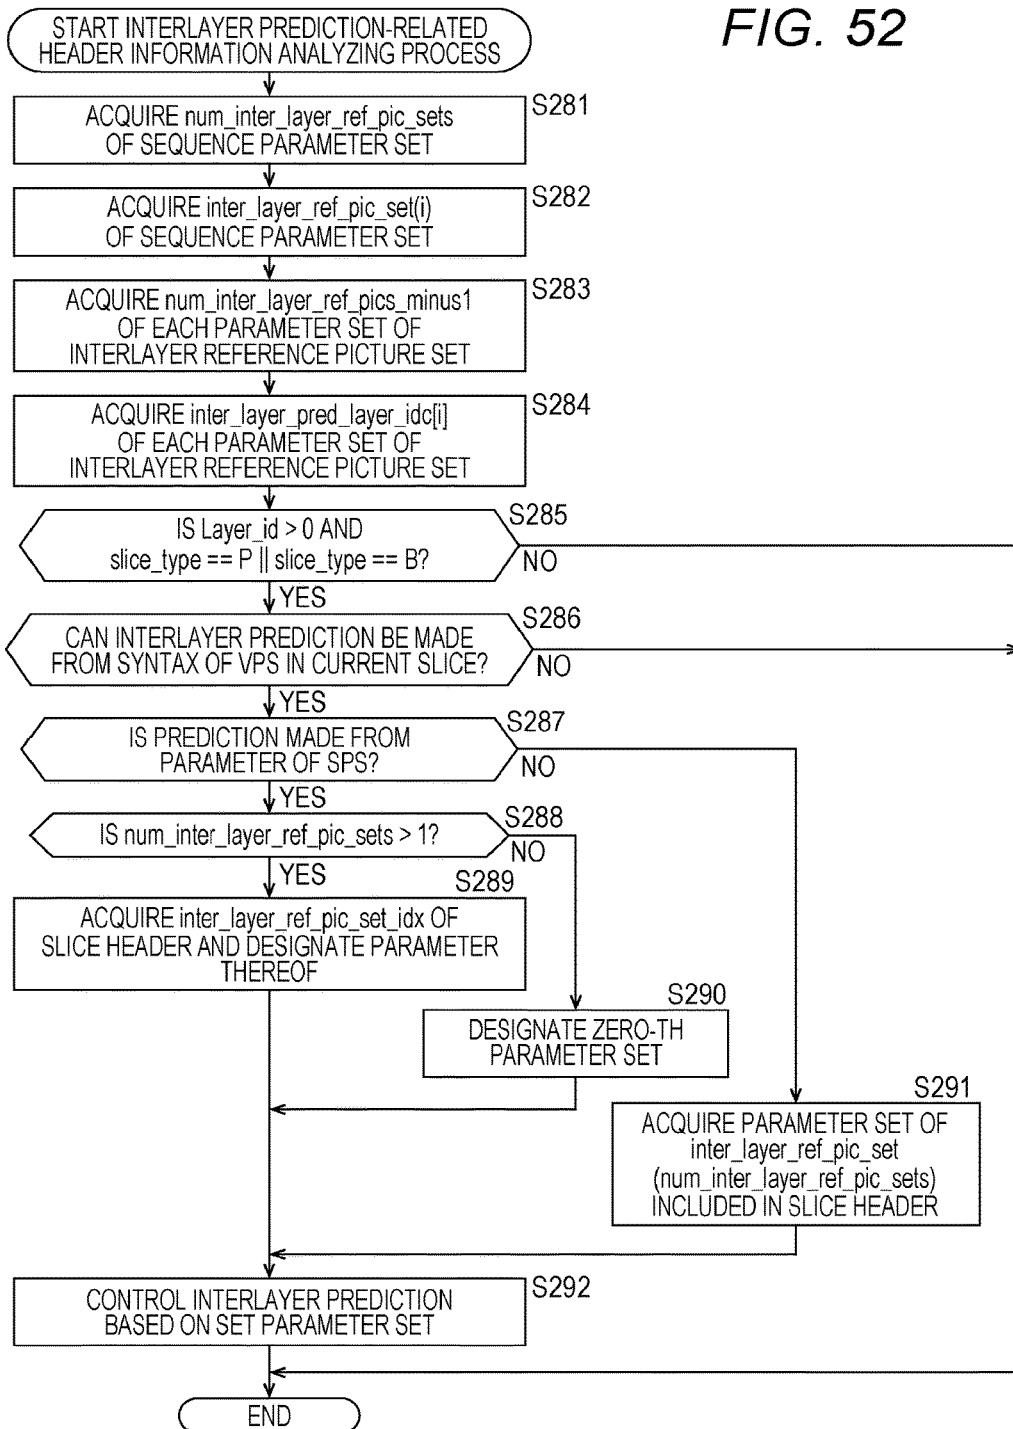 FIG. 52
START INTERLAYER PREDICTION-RELATED
HEADER INFORMATION ANALYZING PROCESS
S281
ACQUIRE num_inter_layer_ref_pic_sets
OF SEQUENCE PARAMETER SET
S282
ACQUIRE inter_layer_ref_pic_set(i)
OF SEQUENCE PARAMETER SET
S283
ACQUIRE num_inter_layer_ref_pics_minus1
OF EACH PARAMETER SET OF
INTERLAYER REFERENCE PICTURE SET
S284
ACQUIRE inter_layer_pred_layer_idc[i]
OF EACH PARAMETER SET OF
INTERLAYER REFERENCE PICTURE SET
S285
IS Layer_id > 0 AND
slice_type == P || slice_type == B?
NO
YES
S286
CAN INTERLAYER PREDICTION BE MADE
FROM SYNTAX OF VPS IN CURRENT SLICE?
NO
YES
S287
IS PREDICTION MADE FROM
PARAMETER OF SPS?
NO
YES
S288
IS num_inter_layer_ref_pic_sets > 1?
NO
YES
S289
ACQUIRE inter_layer_ref_pic_set_idx OF
SLICE HEADER AND DESIGNATE PARAMETER
THEREOF
S290
DESIGNATE ZERO-TH
PARAMETER SET
S291
ACQUIRE PARAMETER SET OF
inter_layer_ref_pic_set
(num_inter_layer_ref_pic_sets)
INCLUDED IN SLICE HEADER
S292
CONTROL INTERLAYER PREDICTION
BASED ON SET PARAMETER SET
END